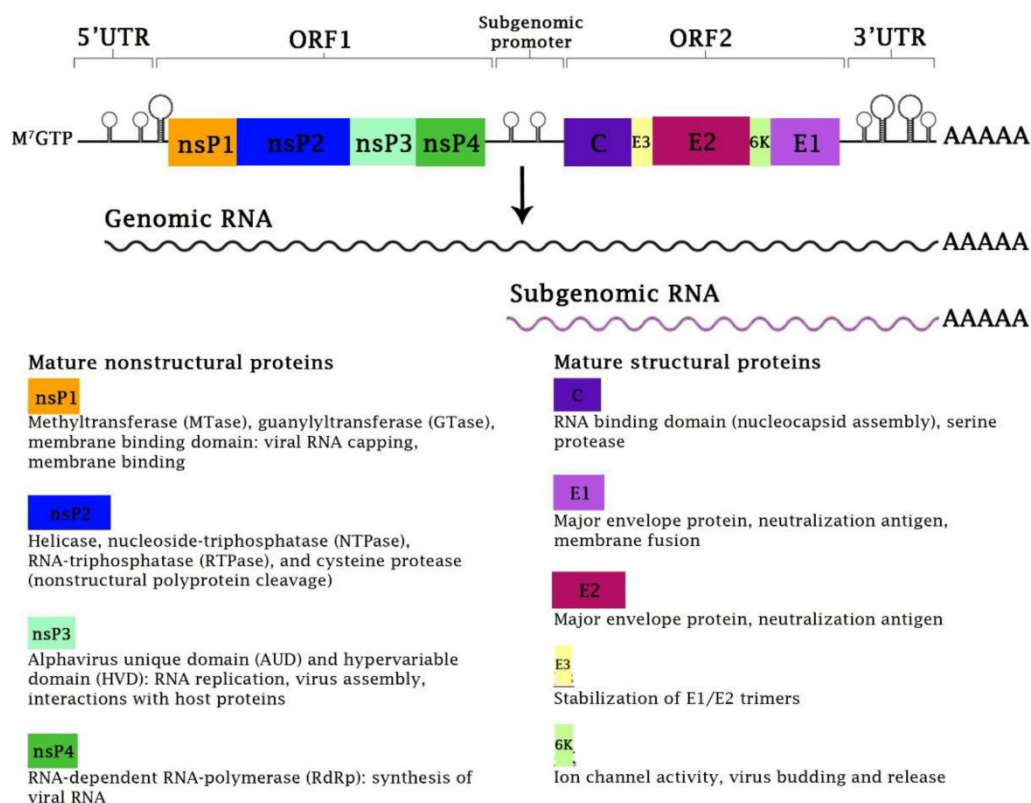 5'UTR
ORF1
Subgenomic
promoter
ORF2
3'UTR
M⁷GTP
nsP1
nsP2
nsP3
nsP4
C
E3
E2
6K
E1
AAAAA
Genomic RNA
AAAAA
Subgenomic RNA
AAAAA
Mature nonstructural proteins
nsP1
Methyltransferase (MTase), guanylyltransferase (GTase),
membrane binding domain: viral RNA capping,
membrane binding
nsP2
Helicase, nucleoside-triphosphatase (NTPase),
RNA-triphosphatase (RTPase), and cysteine protease
(nonstructural polyprotein cleavage)
nsP3
Alphavirus unique domain (AUD) and hypervariable
domain (HVD): RNA replication, virus assembly,
interactions with host proteins
nsP4
RNA-dependent RNA-polymerase (RdRp): synthesis of
viral RNA
Mature structural proteins
C
RNA binding domain (nucleocapsid assembly), serine
protease
E1
Major envelope protein, neutralization antigen,
membrane fusion
E2
Major envelope protein, neutralization antigen
E3
Stabilization of E1/E2 trimers
6K
Ion channel activity, virus budding and release